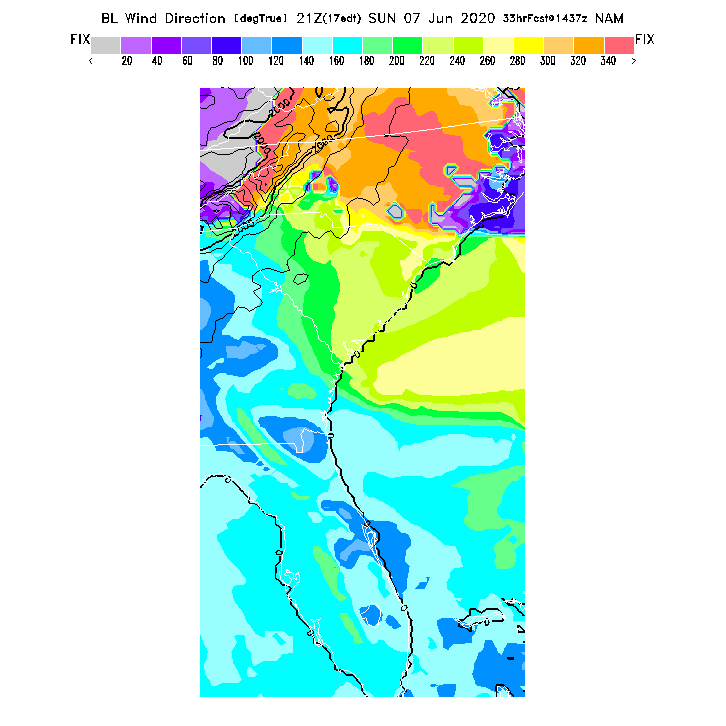 BL Wind Direction [degTrue] 21Z(17edt) SUN 07 Jun 2020 33hrFcst@1437z NAM
FIX FIX
< 20 40 60 80 100 120 140 160 180 200 220 240 260 280 300 320 340 >